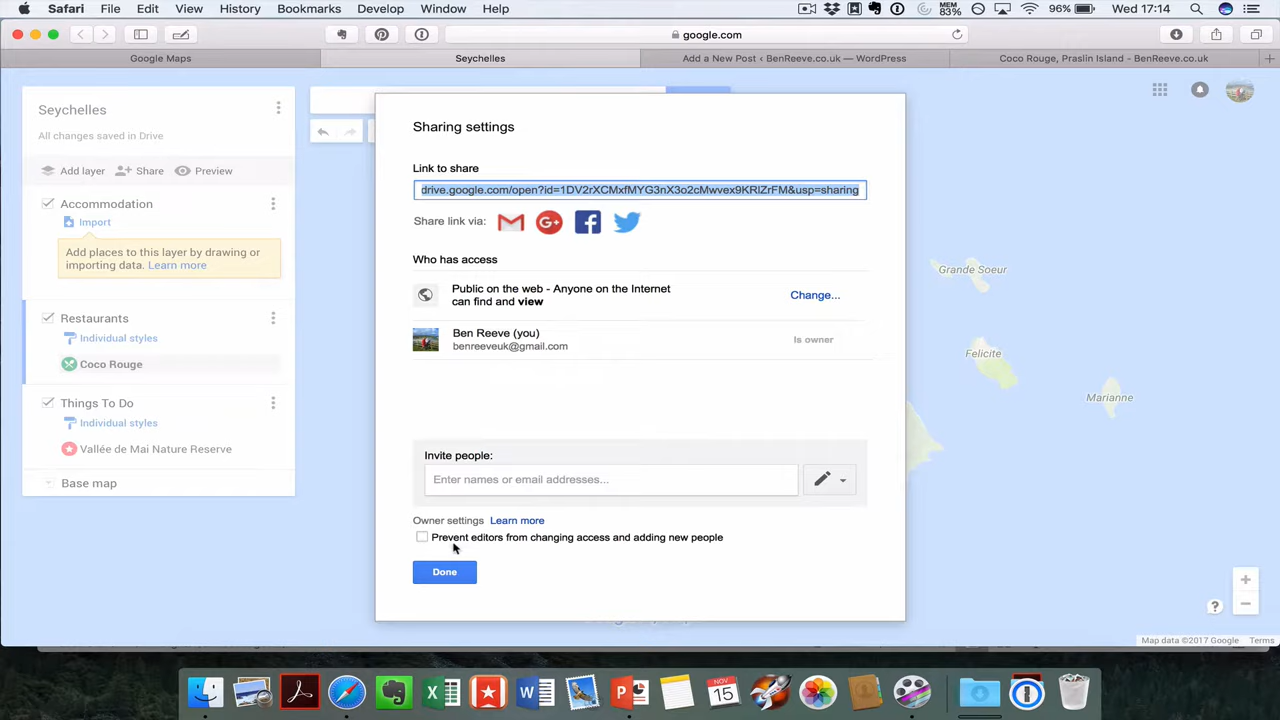 Safari File Edit View History Bookmarks Develop Window Help MEM 83% 96% Wed 17:14
google.com
Google Maps Seychelles Add a New Post ‹ BenReeve.co.uk — WordPress Coco Rouge, Praslin Island - BenReeve.co.uk
Seychelles
All changes saved in Drive
Add layer Share Preview
Accommodation
Import
Add places to this layer by drawing or
importing data. Learn more
Restaurants
Individual styles
Coco Rouge
Things To Do
Individual styles
Vallée de Mai Nature Reserve
Base map
Sharing settings
Link to share
drive.google.com/open?id=1DV2rXCMxfMYG3nX3o2cMwvex9KRlZrFM&usp=sharing
Share link via:
Who has access
Public on the web - Anyone on the Internet
can find and view
Change...
Ben Reeve (you)
benreeveuk@gmail.com
Is owner
Invite people:
Enter names or email addresses...
Owner settings Learn more
Prevent editors from changing access and adding new people
Done
Grande Soeur
Felicite
Marianne
Map data ©2017 Google Terms
NOV
15